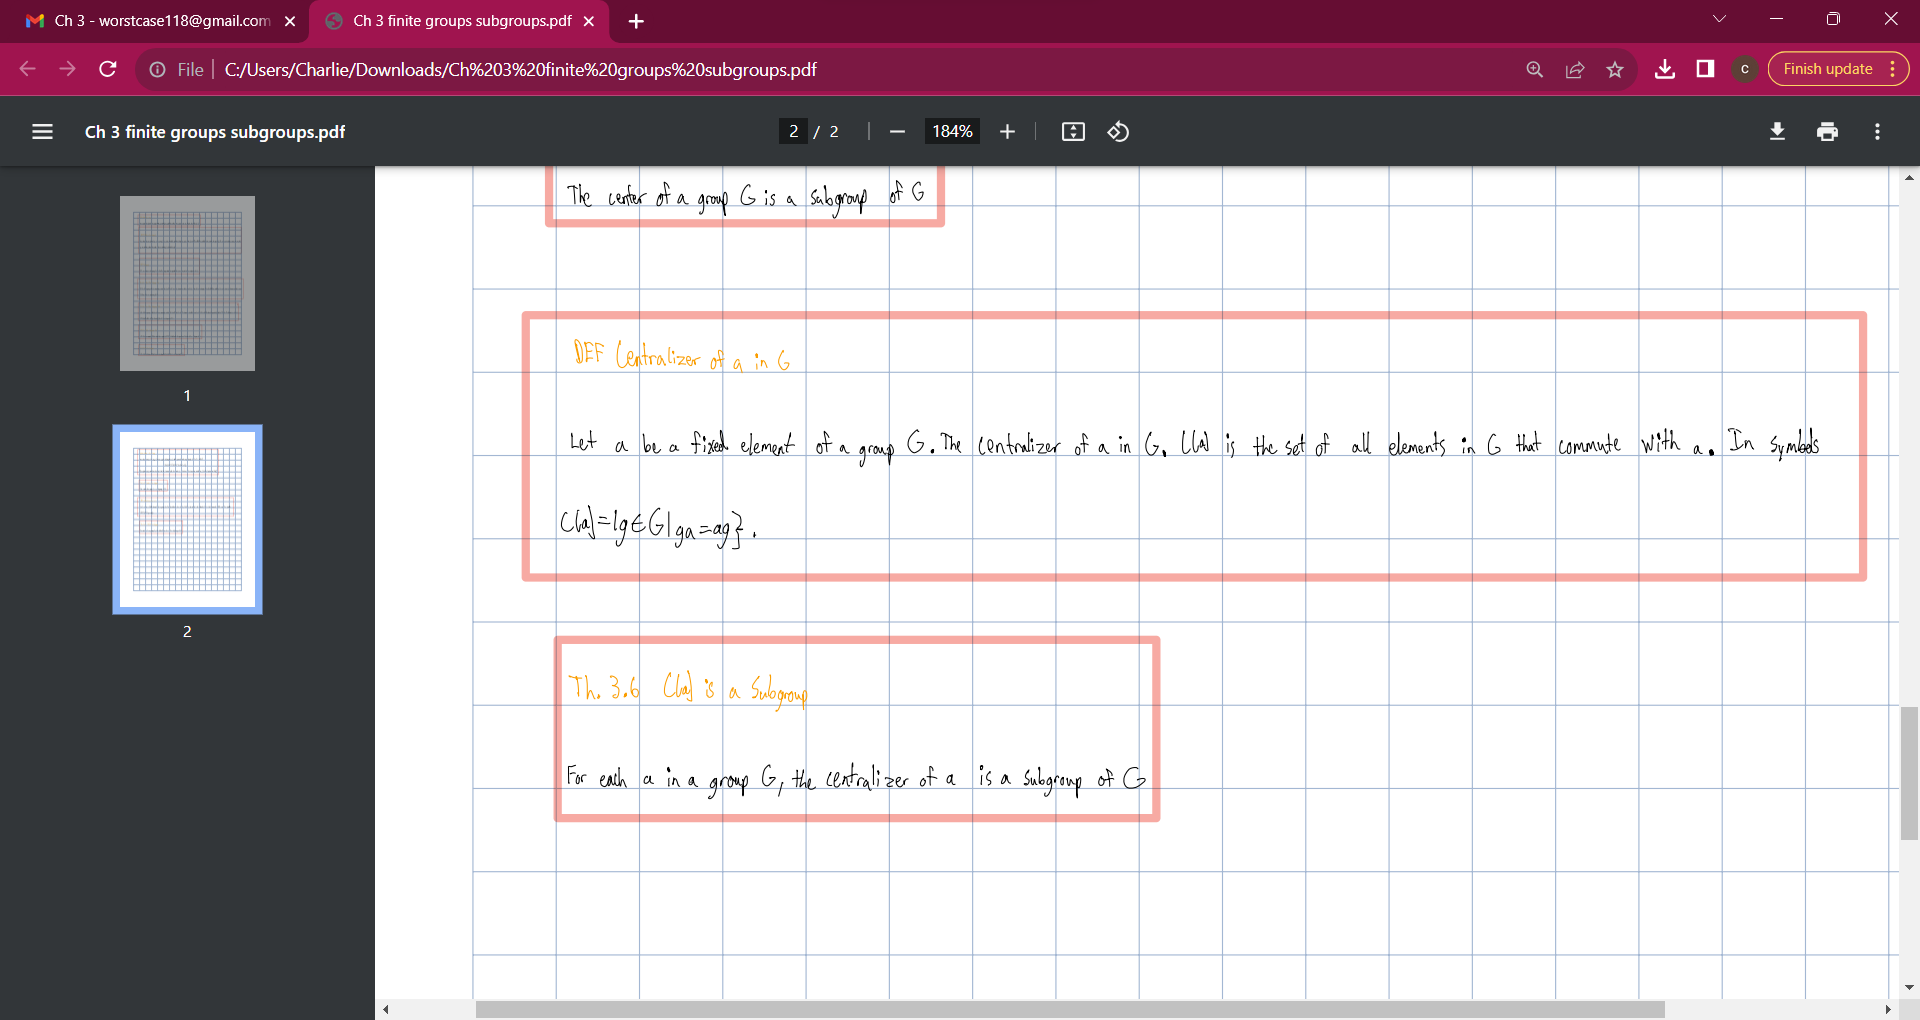 Ch 3 - worstcase118@gmail.com
Ch 3 finite groups subgroups.pdf
File
C:/Users/Charlie/Downloads/Ch%203%20finite%20groups%20subgroups.pdf
C
Finish update
Ch 3 finite groups subgroups.pdf
2 / 2
184%
1
2
The center of a group G is a subgroup of G
DEF Centralizer of a in G
Let a be a fixed element of a group G. The centralizer of a in G, C(a) is the set of all elements in G that commute with a. In symbols
C(a)={g∈G|ga=ag}.
Th. 3.6 C(a) is a Subgroup
For each a in a group G, the centralizer of a is a subgroup of G